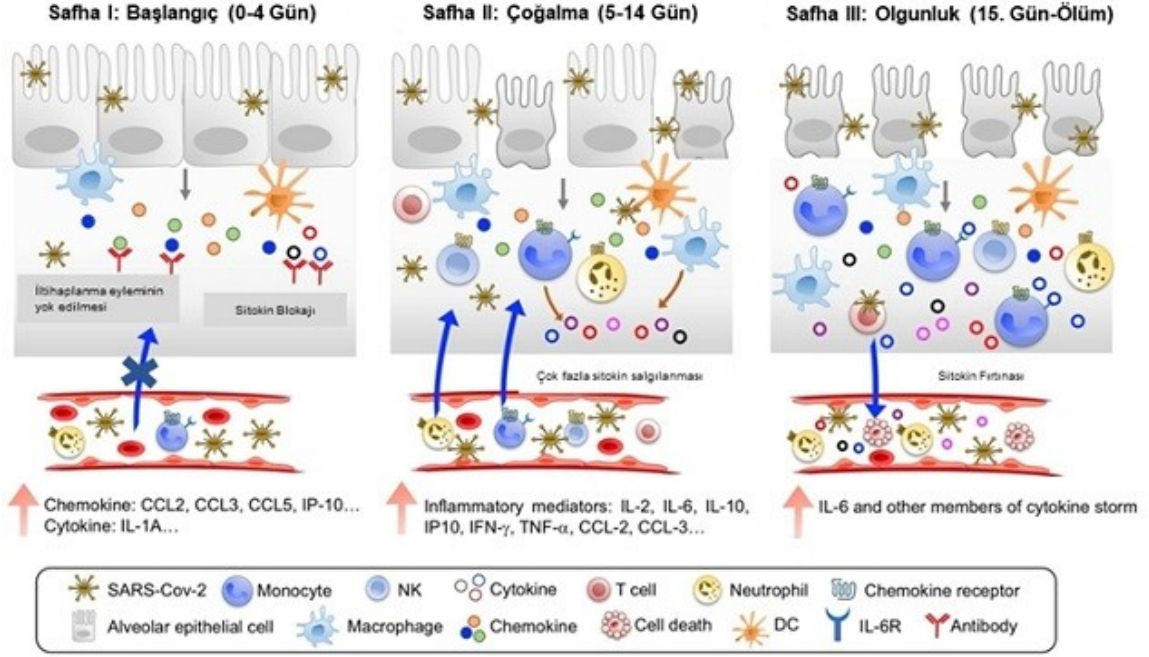 Safha I: Başlangıç (0-4 Gün)
Safha II: Çoğalma (5-14 Gün)
Safha III: Olgunluk (15. Gün-Ölüm)
İltihaplanma eyleminin
yok edilmesi
Sitokin Blokajı
Çok fazla sitokin salgılanması
Sitokin Fırtınası
Chemokine: CCL2, CCL3, CCL5, IP-10…
Cytokine: IL-1A…
Inflammatory mediators: IL-2, IL-6, IL-10,
IP10, IFN-γ, TNF-α, CCL-2, CCL-3…
IL-6 and other members of cytokine storm
SARS-Cov-2
Monocyte
NK
Cytokine
T cell
Neutrophil
Chemokine receptor
Alveolar epithelial cell
Macrophage
Chemokine
Cell death
DC
IL-6R
Antibody